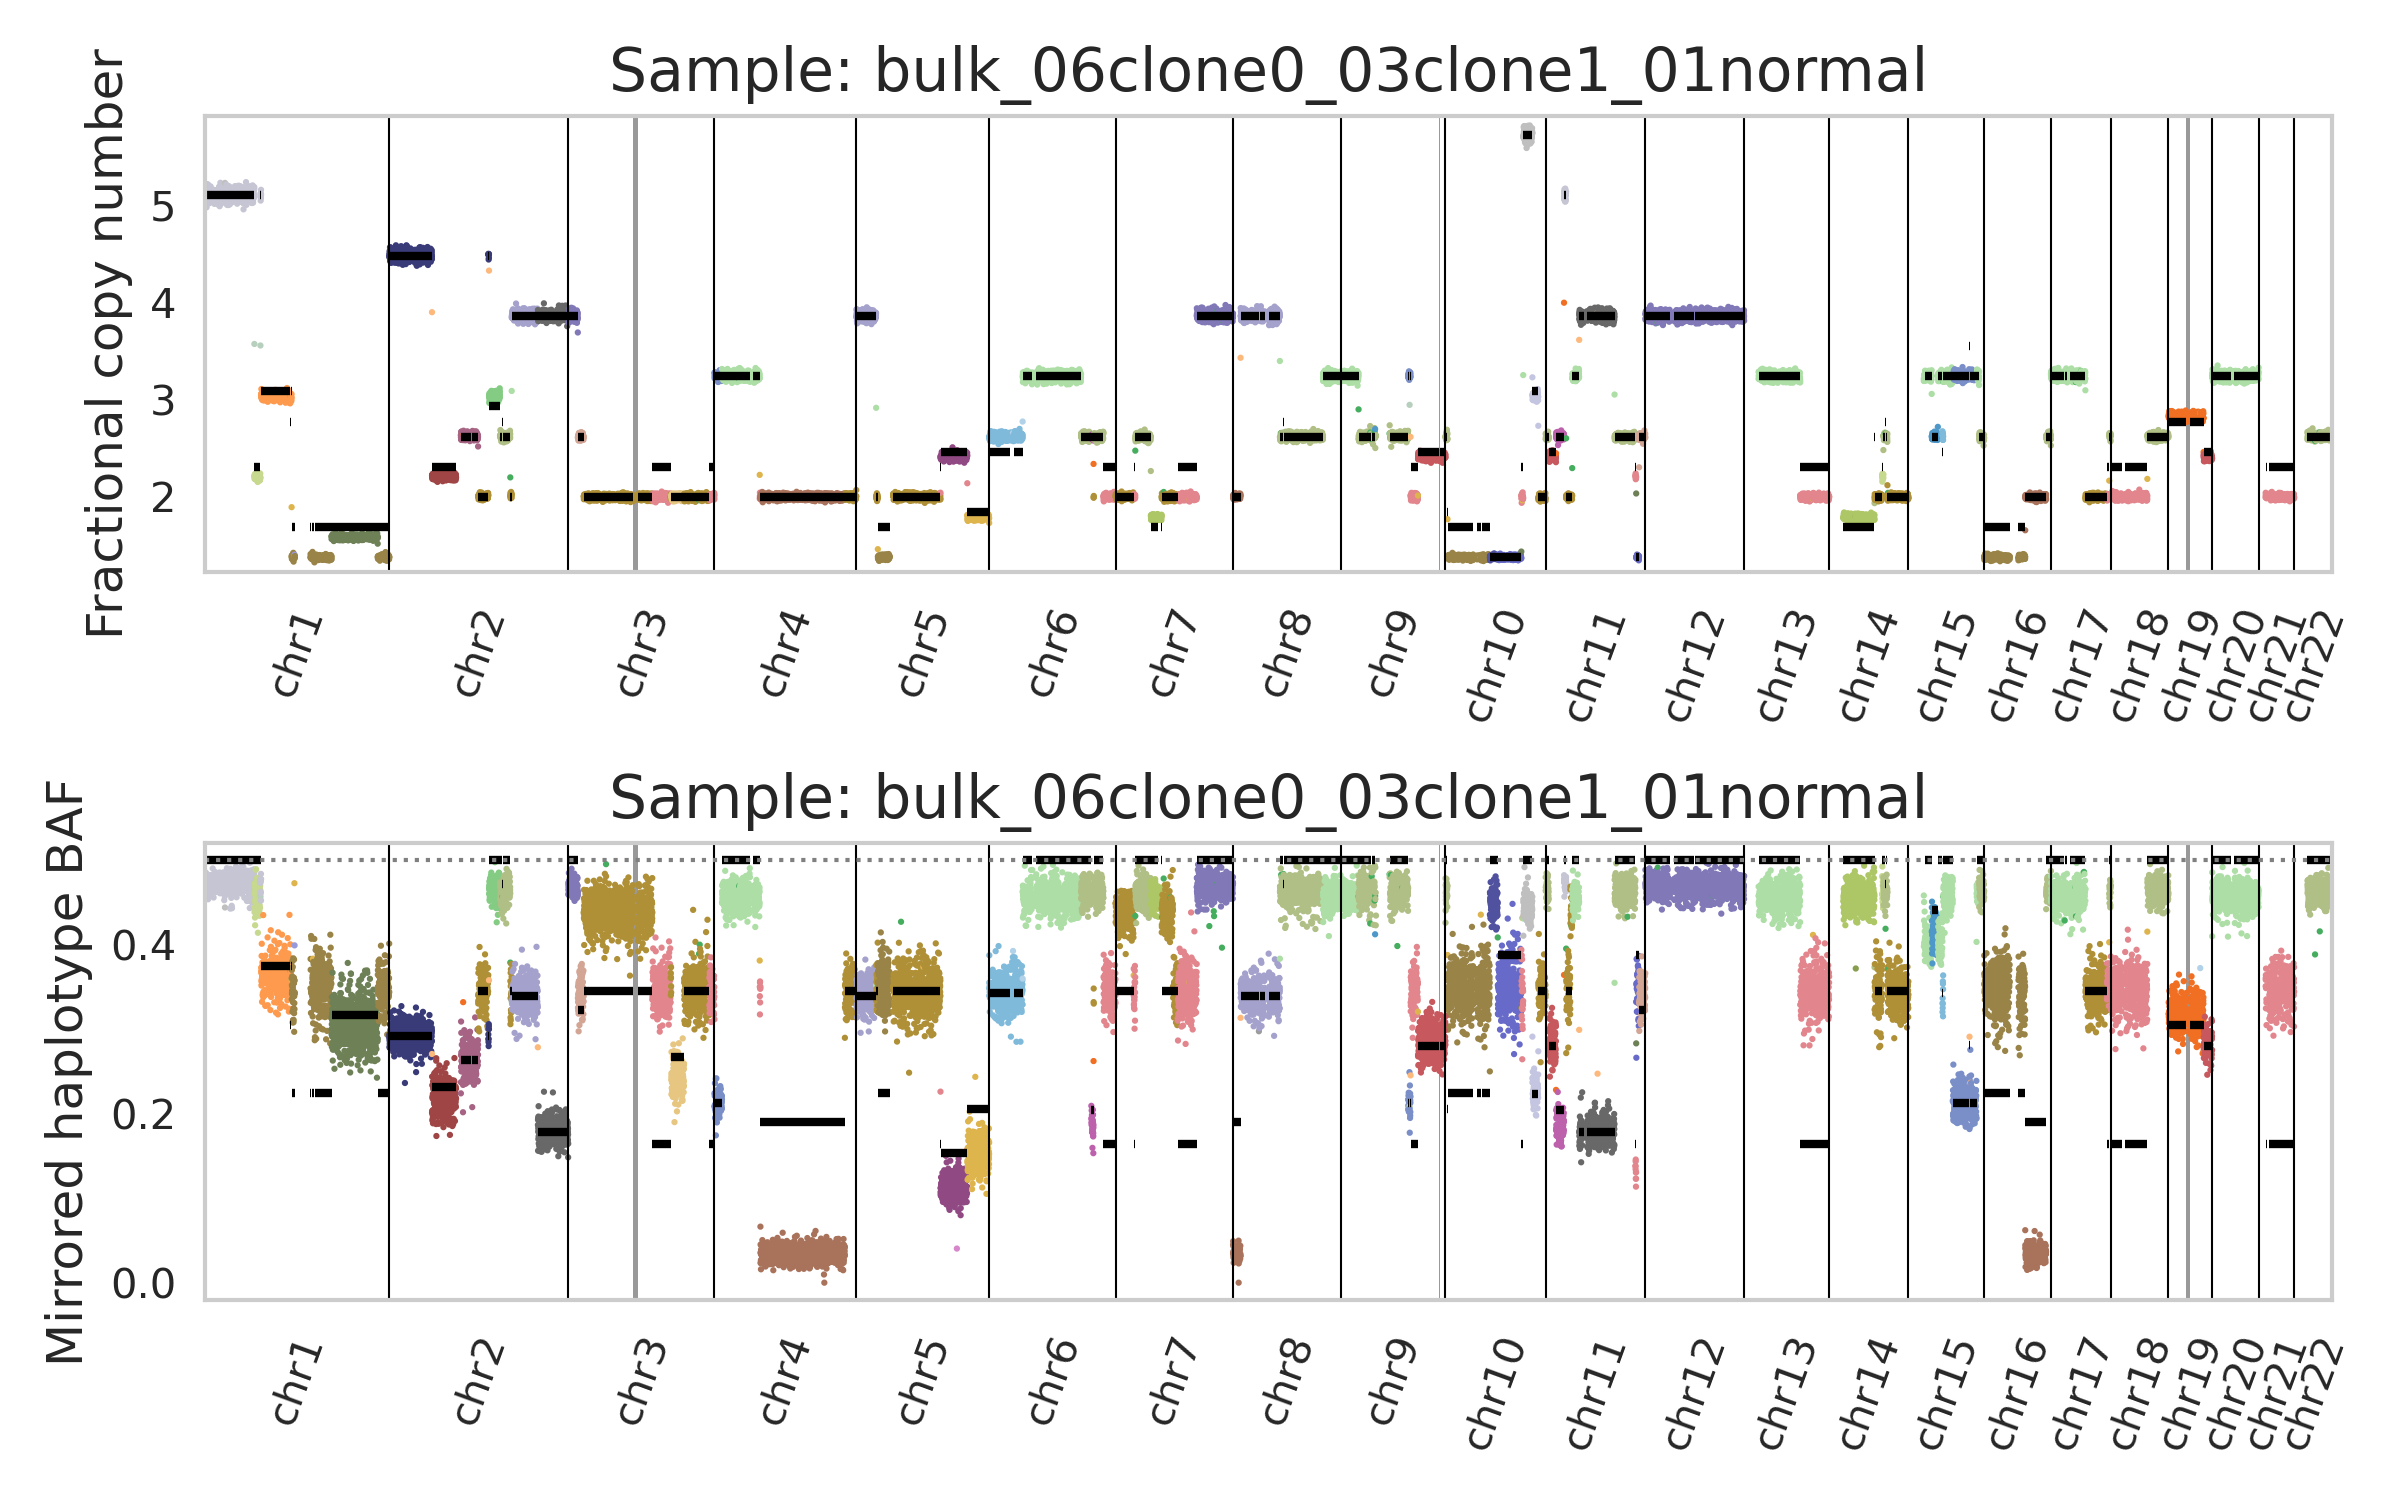 Sample: bulk_06clone0_03clone1_01normal
Fractional copy number
5
4
3
2
chr1 chr2 chr3 chr4 chr5 chr6 chr7 chr8 chr9 chr10 chr11 chr12 chr13 chr14 chr15 chr16 chr17 chr18 chr19 chr20 chr21 chr22
Sample: bulk_06clone0_03clone1_01normal
Mirrored haplotype BAF
0.4
0.2
0.0
chr1 chr2 chr3 chr4 chr5 chr6 chr7 chr8 chr9 chr10 chr11 chr12 chr13 chr14 chr15 chr16 chr17 chr18 chr19 chr20 chr21 chr22